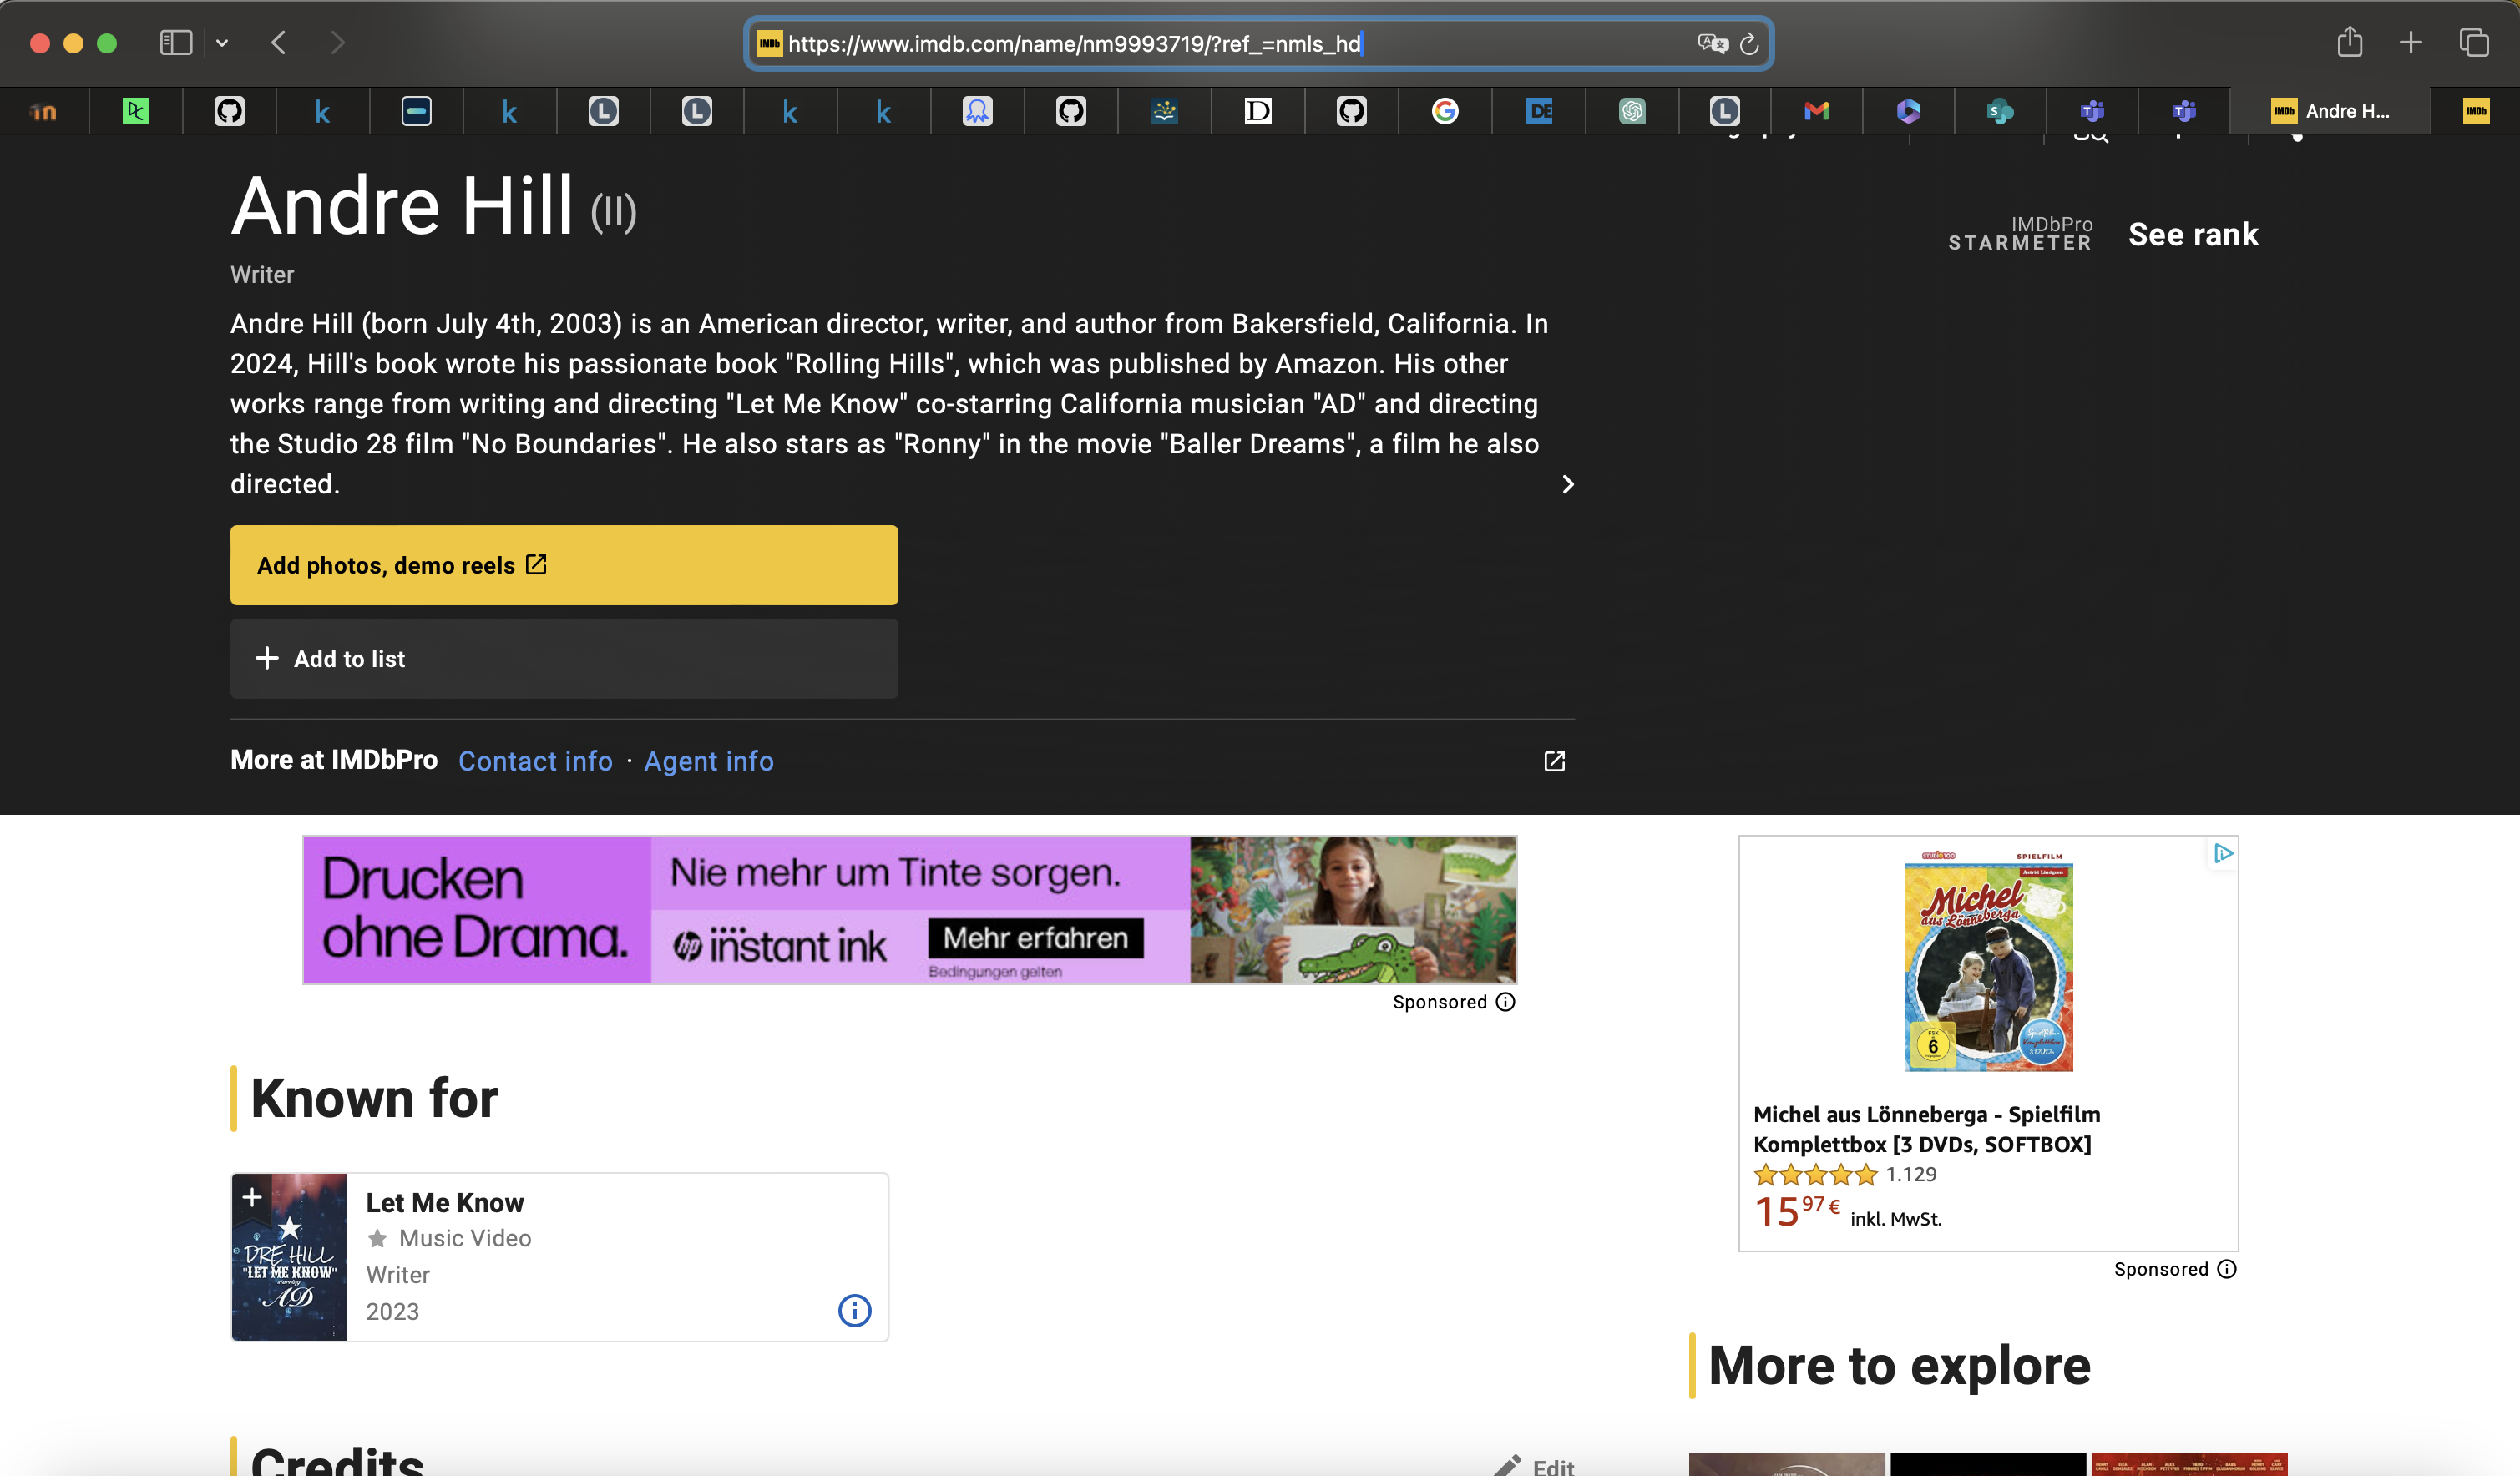 https://www.imdb.com/name/nm9993719/?ref_=nmls_hd
Andre H...
Andre Hill (II)
IMDbPro
STARMETER
See rank
Writer
Andre Hill (born July 4th, 2003) is an American director, writer, and author from Bakersfield, California. In
2024, Hill's book wrote his passionate book "Rolling Hills", which was published by Amazon. His other
works range from writing and directing "Let Me Know" co-starring California musician "AD" and directing
the Studio 28 film "No Boundaries". He also stars as "Ronny" in the movie "Baller Dreams", a film he also
directed.
Add photos, demo reels
Add to list
More at IMDbPro Contact info · Agent info
Drucken
ohne Drama.
Nie mehr um Tinte sorgen.
hp instant ink
Mehr erfahren
Bedingungen gelten
Sponsored
SPIELFILM
Astrid Lindgren
Michel
aus Lönneberga
FSK
6
Michel aus Lönneberga - Spielfilm
Komplettbox [3 DVDs, SOFTBOX]
1.129
15 97 € inkl. MwSt.
Sponsored
Known for
DRE HILL
"LET ME KNOW"
AD
Let Me Know
Music Video
Writer
2023
More to explore
Credits
Edit